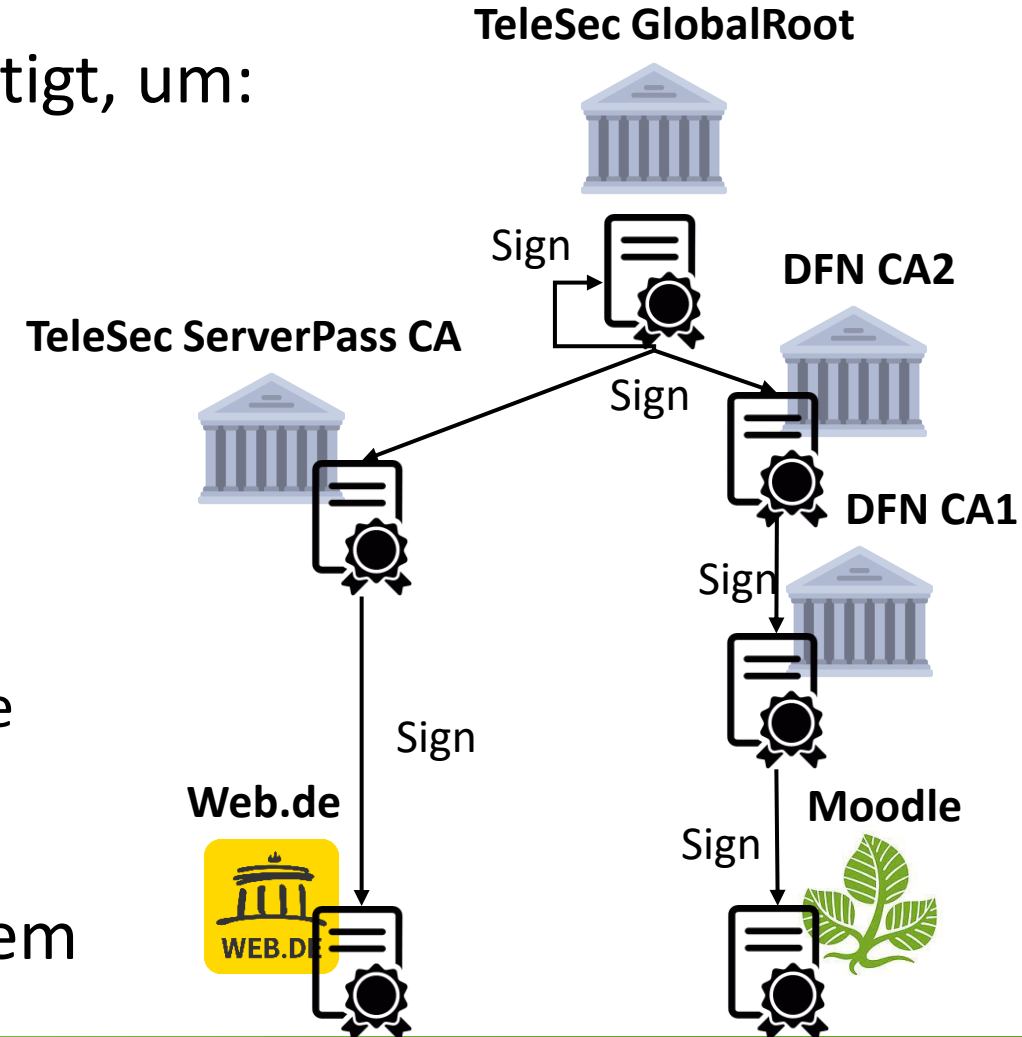 TeleSec GlobalRoot
tigt, um:
Sign
DFN CA2
TeleSec ServerPass CA
Sign
DFN CA1
Sign
e
Sign
Web.de
Moodle
Sign
em
WEB.DE